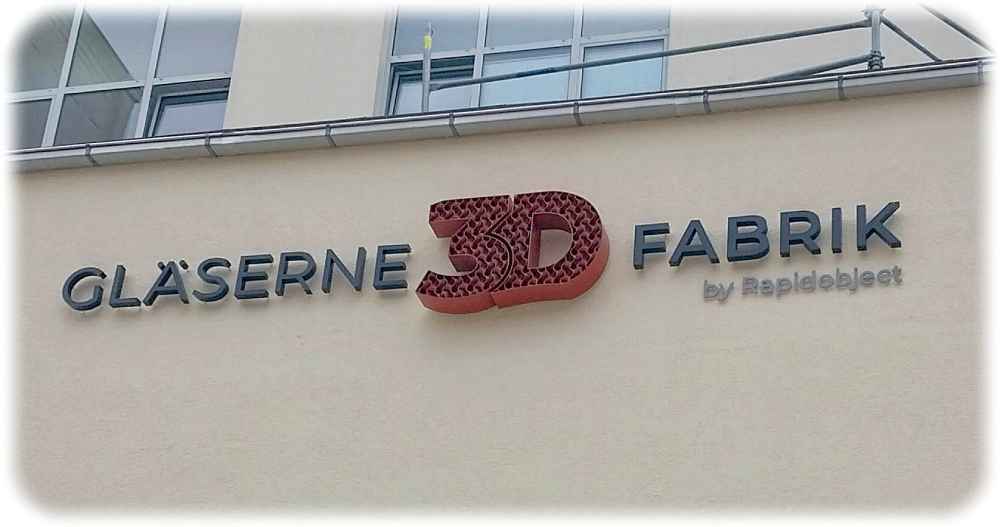 GLÄSERNE 3D FABRIK
by Rapidobject